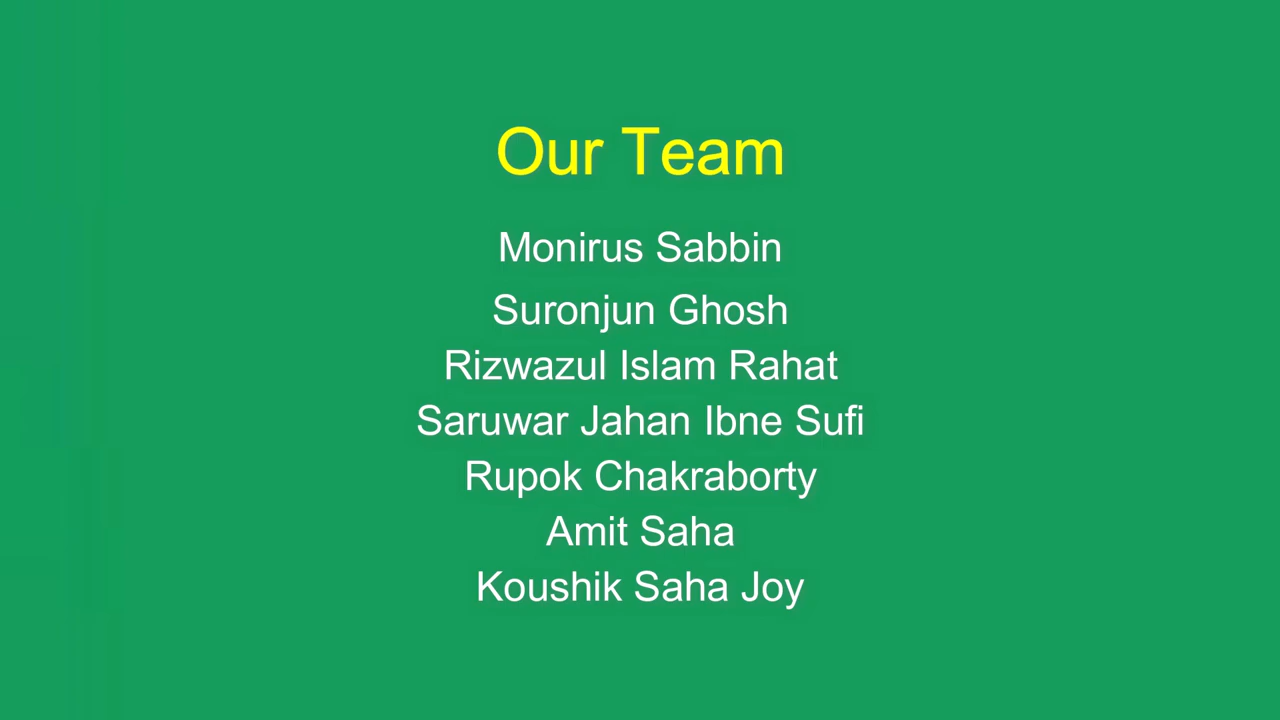 Our Team
Monirus Sabbin
Suronjun Ghosh
Rizwazul Islam Rahat
Saruwar Jahan Ibne Sufi
Rupok Chakraborty
Amit Saha
Koushik Saha Joy